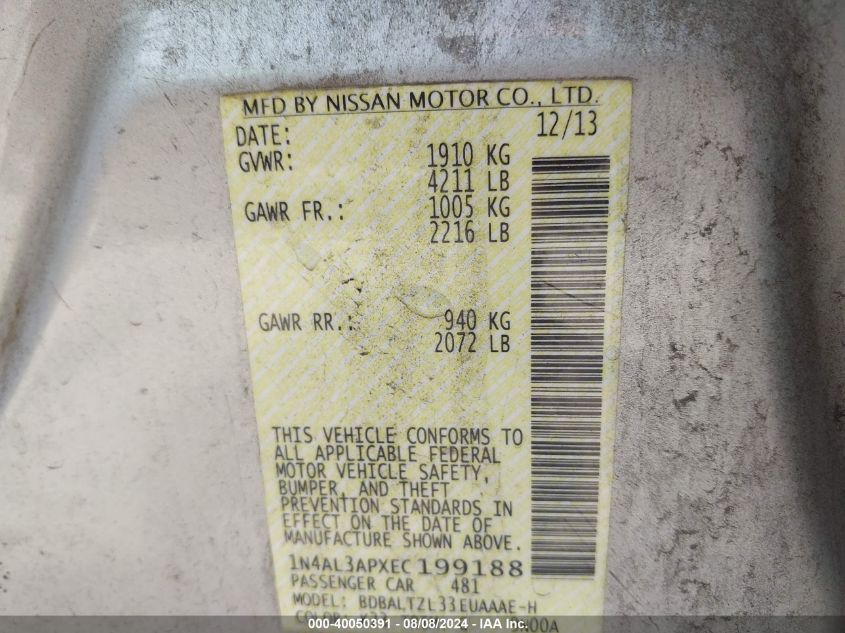 MFD BY NISSAN MOTOR CO., LTD.
DATE: 12/13
GVWR: 1910 KG
4211 LB
GAWR FR.: 1005 KG
2216 LB
GAWR RR.: 940 KG
2072 LB
THIS VEHICLE CONFORMS TO
ALL APPLICABLE FEDERAL
MOTOR VEHICLE SAFETY,
BUMPER, AND THEFT
PREVENTION STANDARDS IN
EFFECT ON THE DATE OF
MANUFACTURE SHOWN ABOVE.
1N4AL3APXEC199188
PASSENGER CAR 481
MODEL: BDBALTZL33EUAAAE-H
000-40050391 - 08/08/2024 - IAAI.com